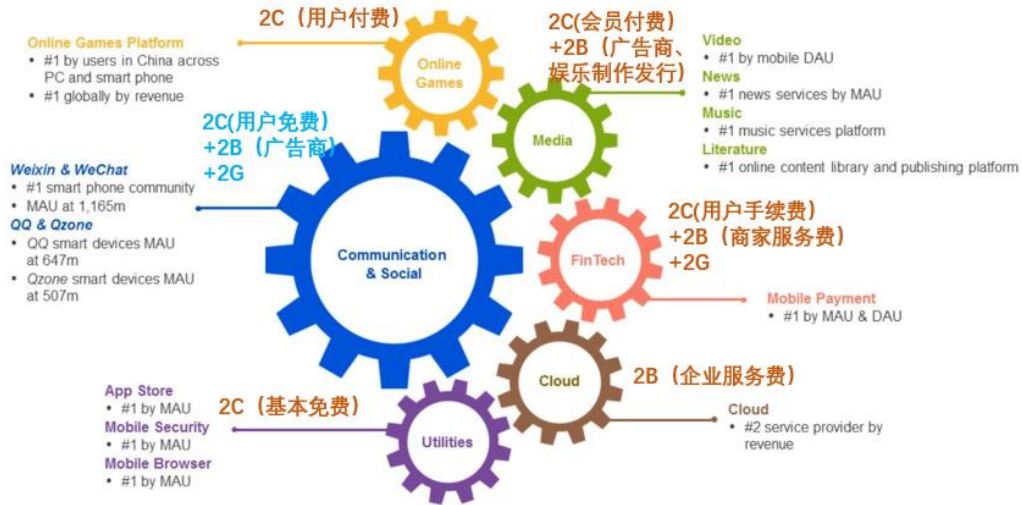 2C（用户付费）
Online Games Platform
• #1 by users in China across
PC and smart phone
• #1 globally by revenue
Online
Games
2C(会员付费)
+2B（广告商、
娱乐制作发行）
Video
• #1 by mobile DAU
News
• #1 news services by MAU
Music
• #1 music services platform
Literature
• #1 online content library and publishing platform
Media
2C(用户免费)
+2B（广告商）
+2G
Weixin & WeChat
• #1 smart phone community
• MAU at 1,165m
QQ & Qzone
• QQ smart devices MAU
at 647m
• Qzone smart devices MAU
at 507m
Communication
& Social
2C(用户手续费)
+2B（商家服务费）
+2G
FinTech
Mobile Payment
• #1 by MAU & DAU
Cloud
2B（企业服务费）
Cloud
• #2 service provider by
revenue
App Store
• #1 by MAU
Mobile Security
• #1 by MAU
Mobile Browser
• #1 by MAU
2C（基本免费）
Utilities